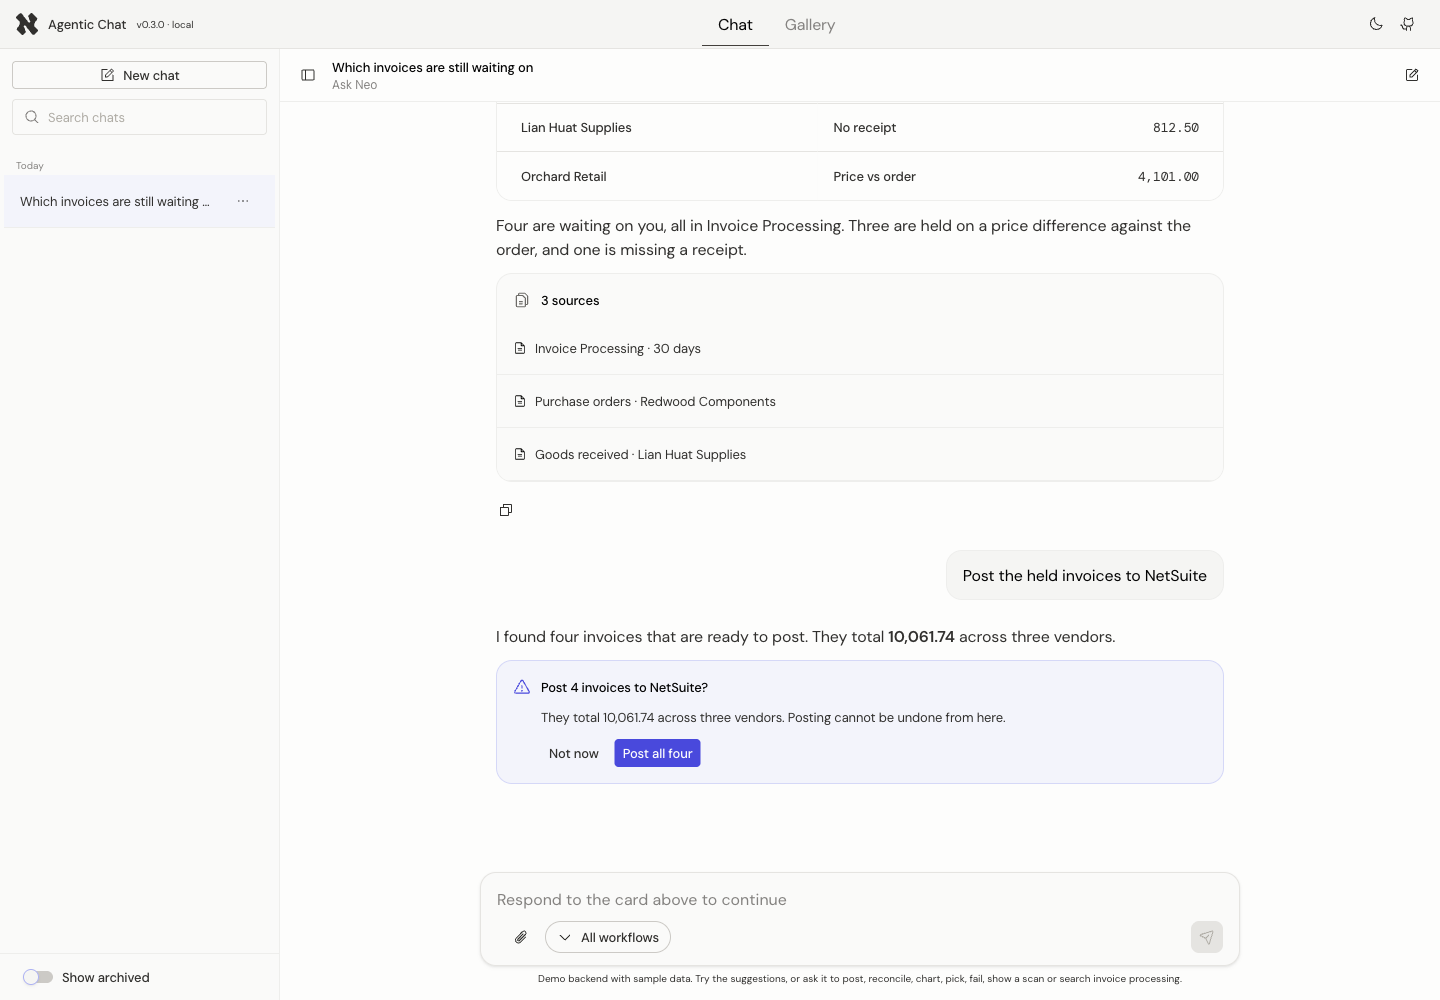 Agentic Chat
v0.3.0 · local
Chat
Gallery
New chat
Search chats
Today
Which invoices are still waiting ...
Show archived
Which invoices are still waiting on
Ask Neo
Lian Huat Supplies No receipt 812.50
Orchard Retail Price vs order 4,101.00
Four are waiting on you, all in Invoice Processing. Three are held on a price difference against the
order, and one is missing a receipt.
3 sources
Invoice Processing · 30 days
Purchase orders · Redwood Components
Goods received · Lian Huat Supplies
Post the held invoices to NetSuite
I found four invoices that are ready to post. They total 10,061.74 across three vendors.
Post 4 invoices to NetSuite?
They total 10,061.74 across three vendors. Posting cannot be undone from here.
Not now
Post all four
Respond to the card above to continue
All workflows
Demo backend with sample data. Try the suggestions, or ask it to post, reconcile, chart, pick, fail, show a scan or search invoice processing.